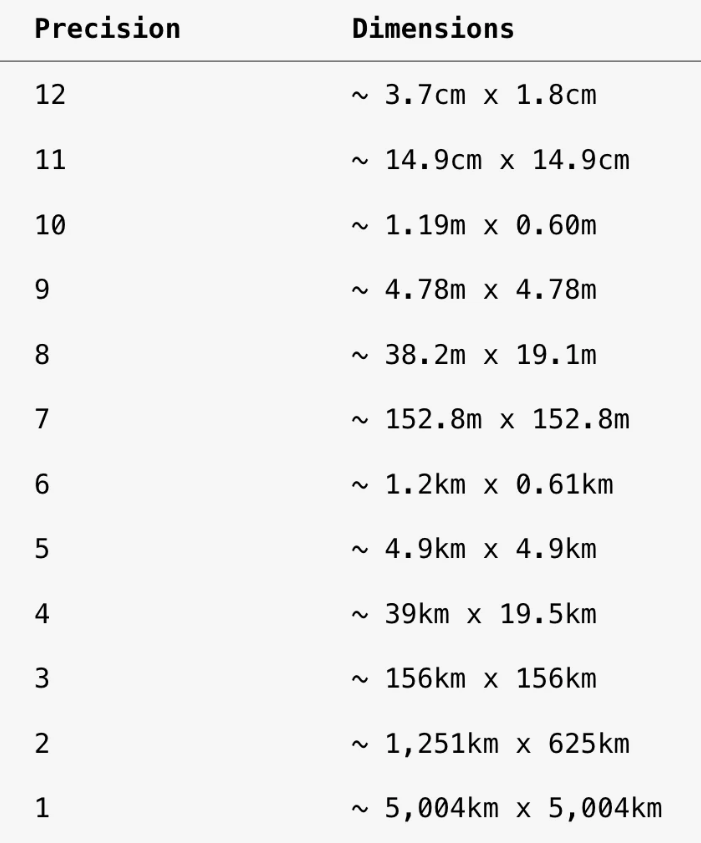 Precision Dimensions
12 ~ 3.7cm x 1.8cm
11 ~ 14.9cm x 14.9cm
10 ~ 1.19m x 0.60m
9 ~ 4.78m x 4.78m
8 ~ 38.2m x 19.1m
7 ~ 152.8m x 152.8m
6 ~ 1.2km x 0.61km
5 ~ 4.9km x 4.9km
4 ~ 39km x 19.5km
3 ~ 156km x 156km
2 ~ 1,251km x 625km
1 ~ 5,004km x 5,004km